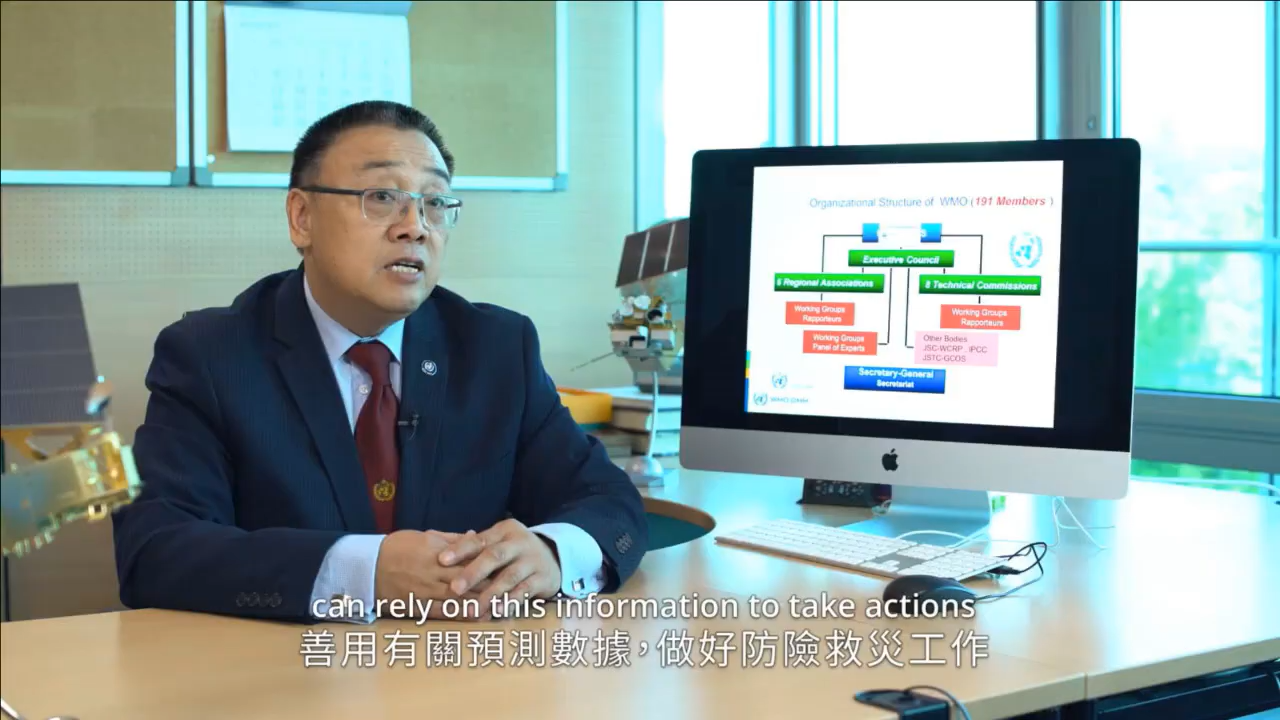 Organizational Structure of WMO (191 Members)
Executive Council
6 Regional Associations
8 Technical Commissions
Working Groups
Rapporteurs
Working Groups
Rapporteurs
Working Groups
Panel of Experts
Other Bodies
JSC-WCRP, IPCC
JSTC-GCOS
Secretary-General
Secretariat
can rely on this information to take actions
善用有關預測數據，做好防險救災工作